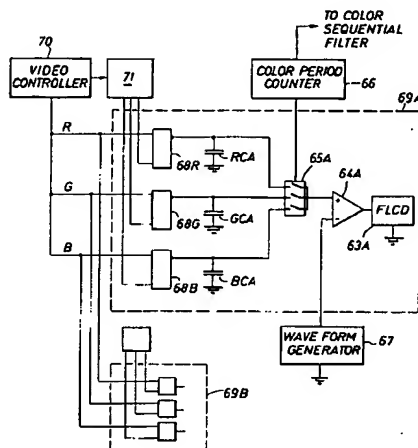 TO COLOR
SEQUENTIAL
FILTER
70
VIDEO
CONTROLLER
71
COLOR PERIOD
COUNTER
66
69A
R
68R
RCA
65A
64A
G
68G
GCA
FLCD
63A
B
68B
BCA
WAVE FORM
GENERATOR
67
69B